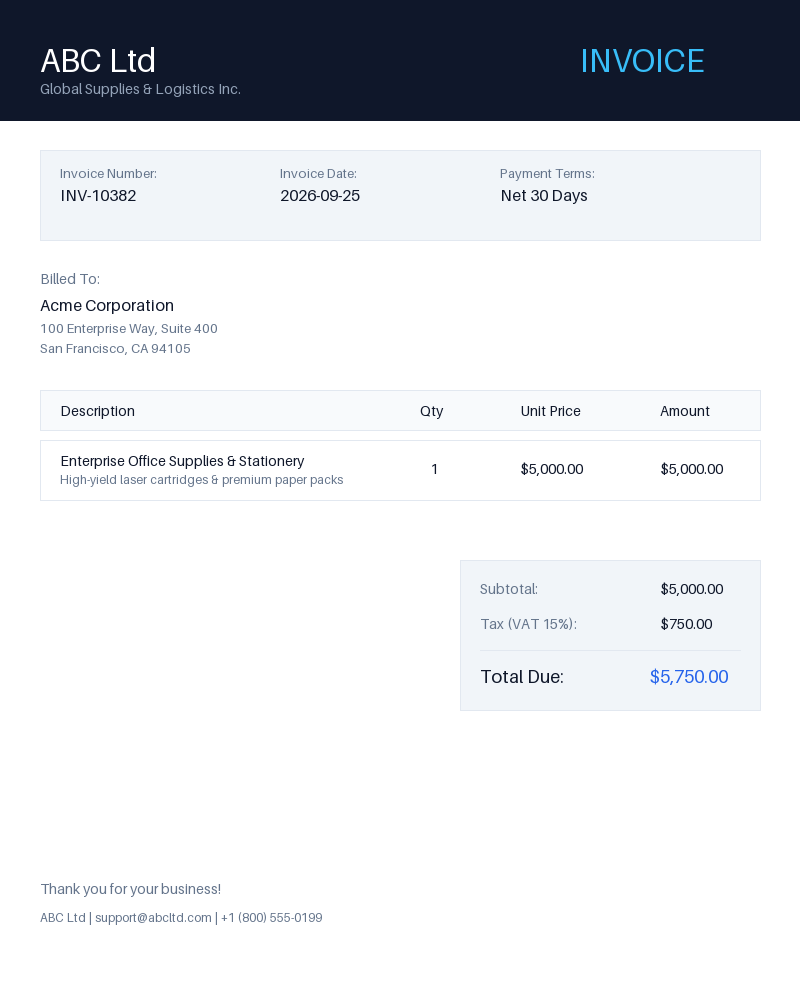 ABC Ltd
INVOICE
Global Supplies & Logistics Inc.
Invoice Number: Invoice Date: Payment Terms:
INV-10382 2026-09-25 Net 30 Days
Billed To:
Acme Corporation
100 Enterprise Way, Suite 400
San Francisco, CA 94105
Description Qty Unit Price Amount
Enterprise Office Supplies & Stationery 1 $5,000.00 $5,000.00
High-yield laser cartridges & premium paper packs
Subtotal: $5,000.00
Tax (VAT 15%): $750.00
Total Due: $5,750.00
Thank you for your business!
ABC Ltd | support@abcltd.com | +1 (800) 555-0199